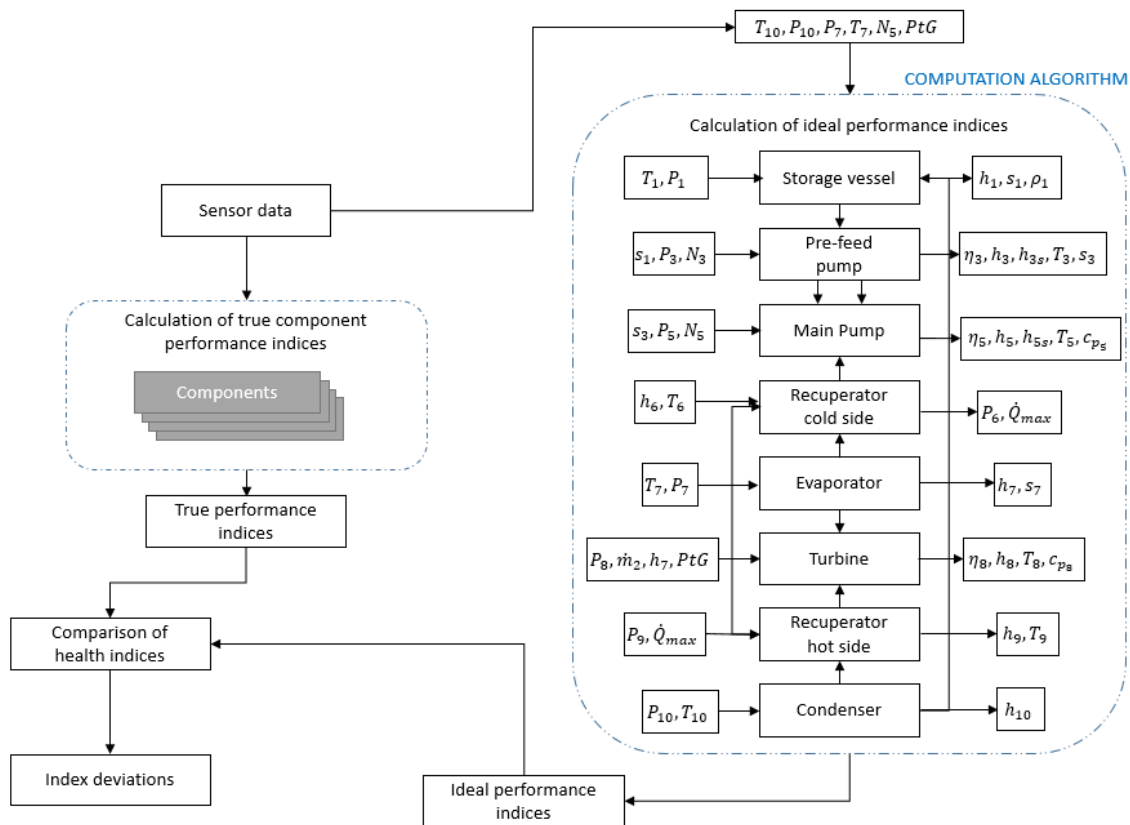 T₁₀, P₁₀, P₇, T₇, N₅, PtG
COMPUTATION ALGORITHM
Calculation of ideal performance indices
T₁, P₁
Storage vessel
h₁, s₁, ρ₁
Sensor data
s₁, P₃, N₃
Pre-feed
pump
η₃, h₃, h₃ₛ, T₃, s₃
Calculation of true component
performance indices
Components
s₃, P₅, N₅
Main Pump
η₅, h₅, h₅ₛ, T₅, c_{p₅}
h₆, T₆
Recuperator
cold side
P₆, Q̇ₘₐₓ
T₇, P₇
Evaporator
h₇, s₇
True performance
indices
P₈, ṁ₂, h₇, PtG
Turbine
η₈, h₈, T₈, c_{p₈}
Comparison of
health indices
P₉, Q̇ₘₐₓ
Recuperator
hot side
h₉, T₉
P₁₀, T₁₀
Condenser
h₁₀
Index deviations
Ideal performance
indices